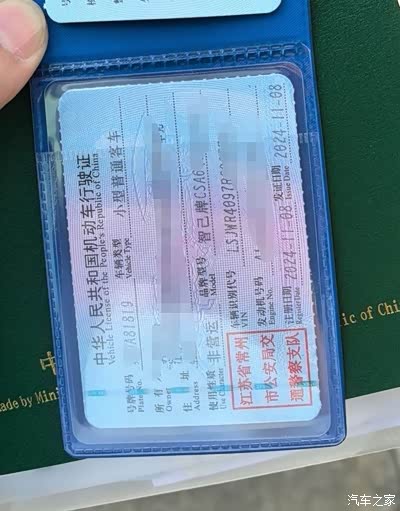 中华人民共和国机动车行驶证
Vehicle License of the People's Republic of China
号牌号码
Plate No.
A81819
车辆类型
Vehicle Type
小型普通客车
所有人
Owner
住址
Address
使用性质
Use Character
非营运
品牌型号
Model
智己牌CSA6
车辆识别代号
VIN
LSJWR4097R
发动机号码
Engine No.
注册日期
Register Date
2024-11-08
发证日期
Issue Date
2024-11-08
江苏省常州
市公安局交
通警察支队
ic of Chi
ade by Mini
中
汽车之家